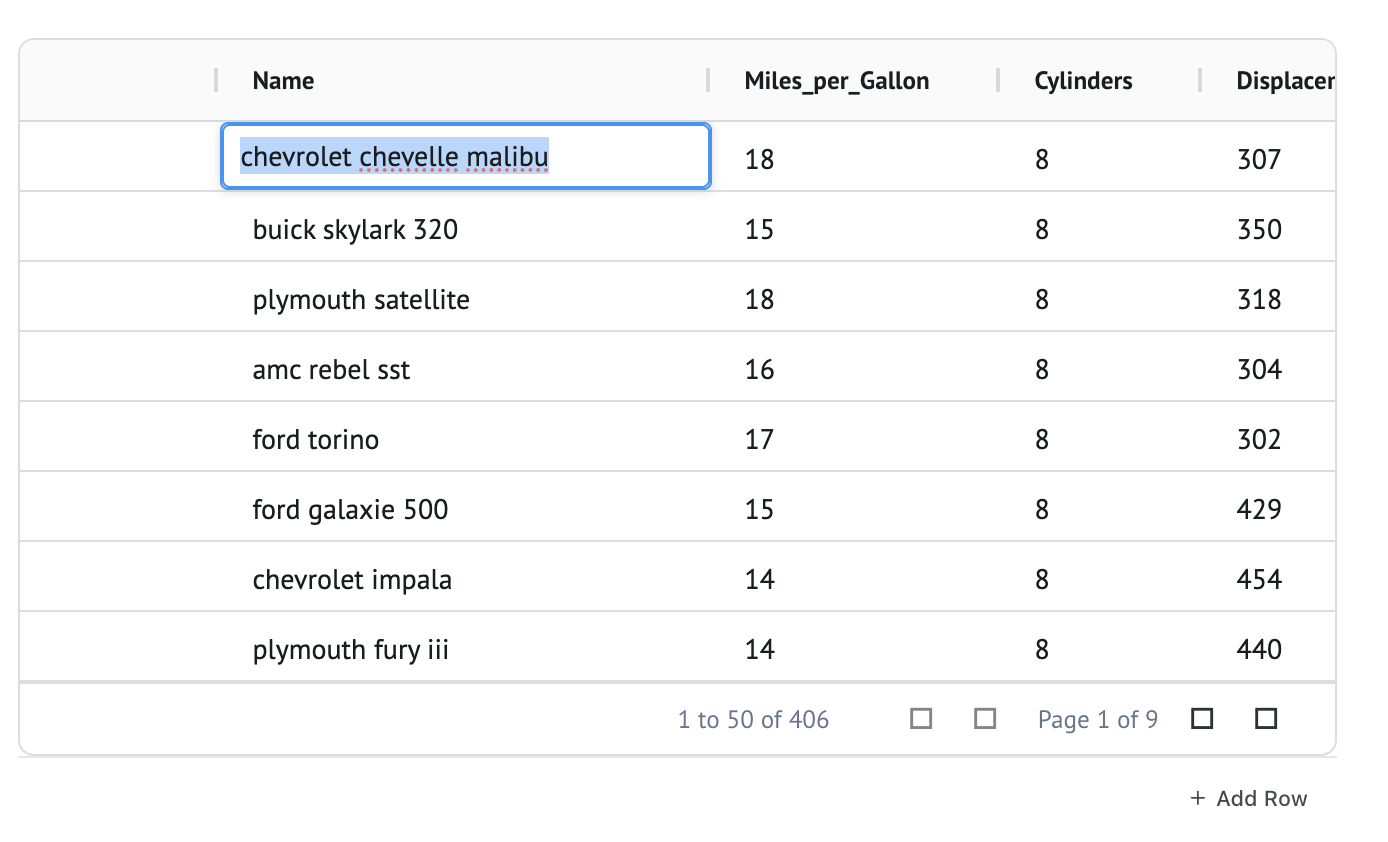 Name Miles_per_Gallon Cylinders Displacer
chevrolet chevelle malibu 18 8 307
buick skylark 320 15 8 350
plymouth satellite 18 8 318
amc rebel sst 16 8 304
ford torino 17 8 302
ford galaxie 500 15 8 429
chevrolet impala 14 8 454
plymouth fury iii 14 8 440
1 to 50 of 406 Page 1 of 9
+ Add Row